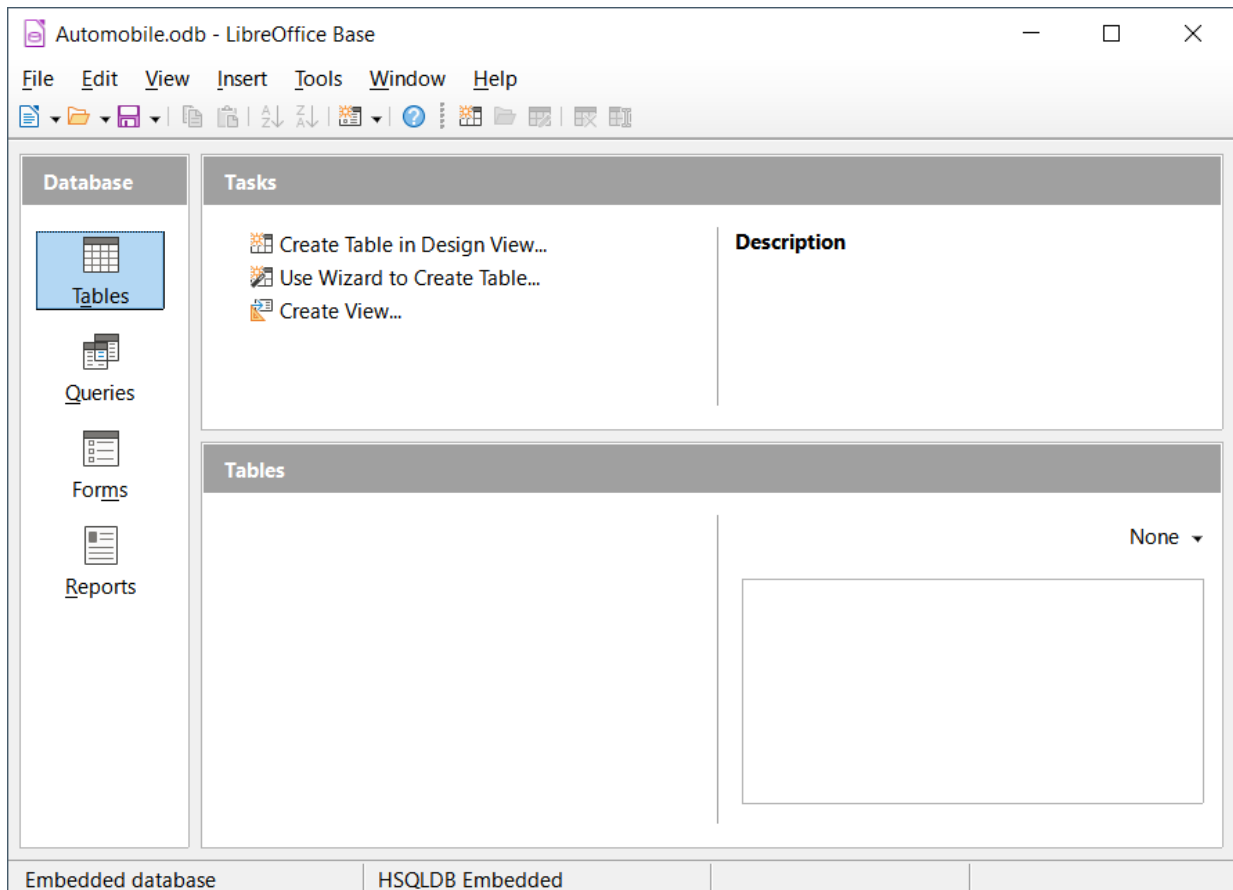 Automobile.odb - LibreOffice Base
File Edit View Insert Tools Window Help
Database
Tables
Queries
Forms
Reports
Tasks
Create Table in Design View...
Use Wizard to Create Table...
Create View...
Description
Tables
None
Embedded database HSQLDB Embedded